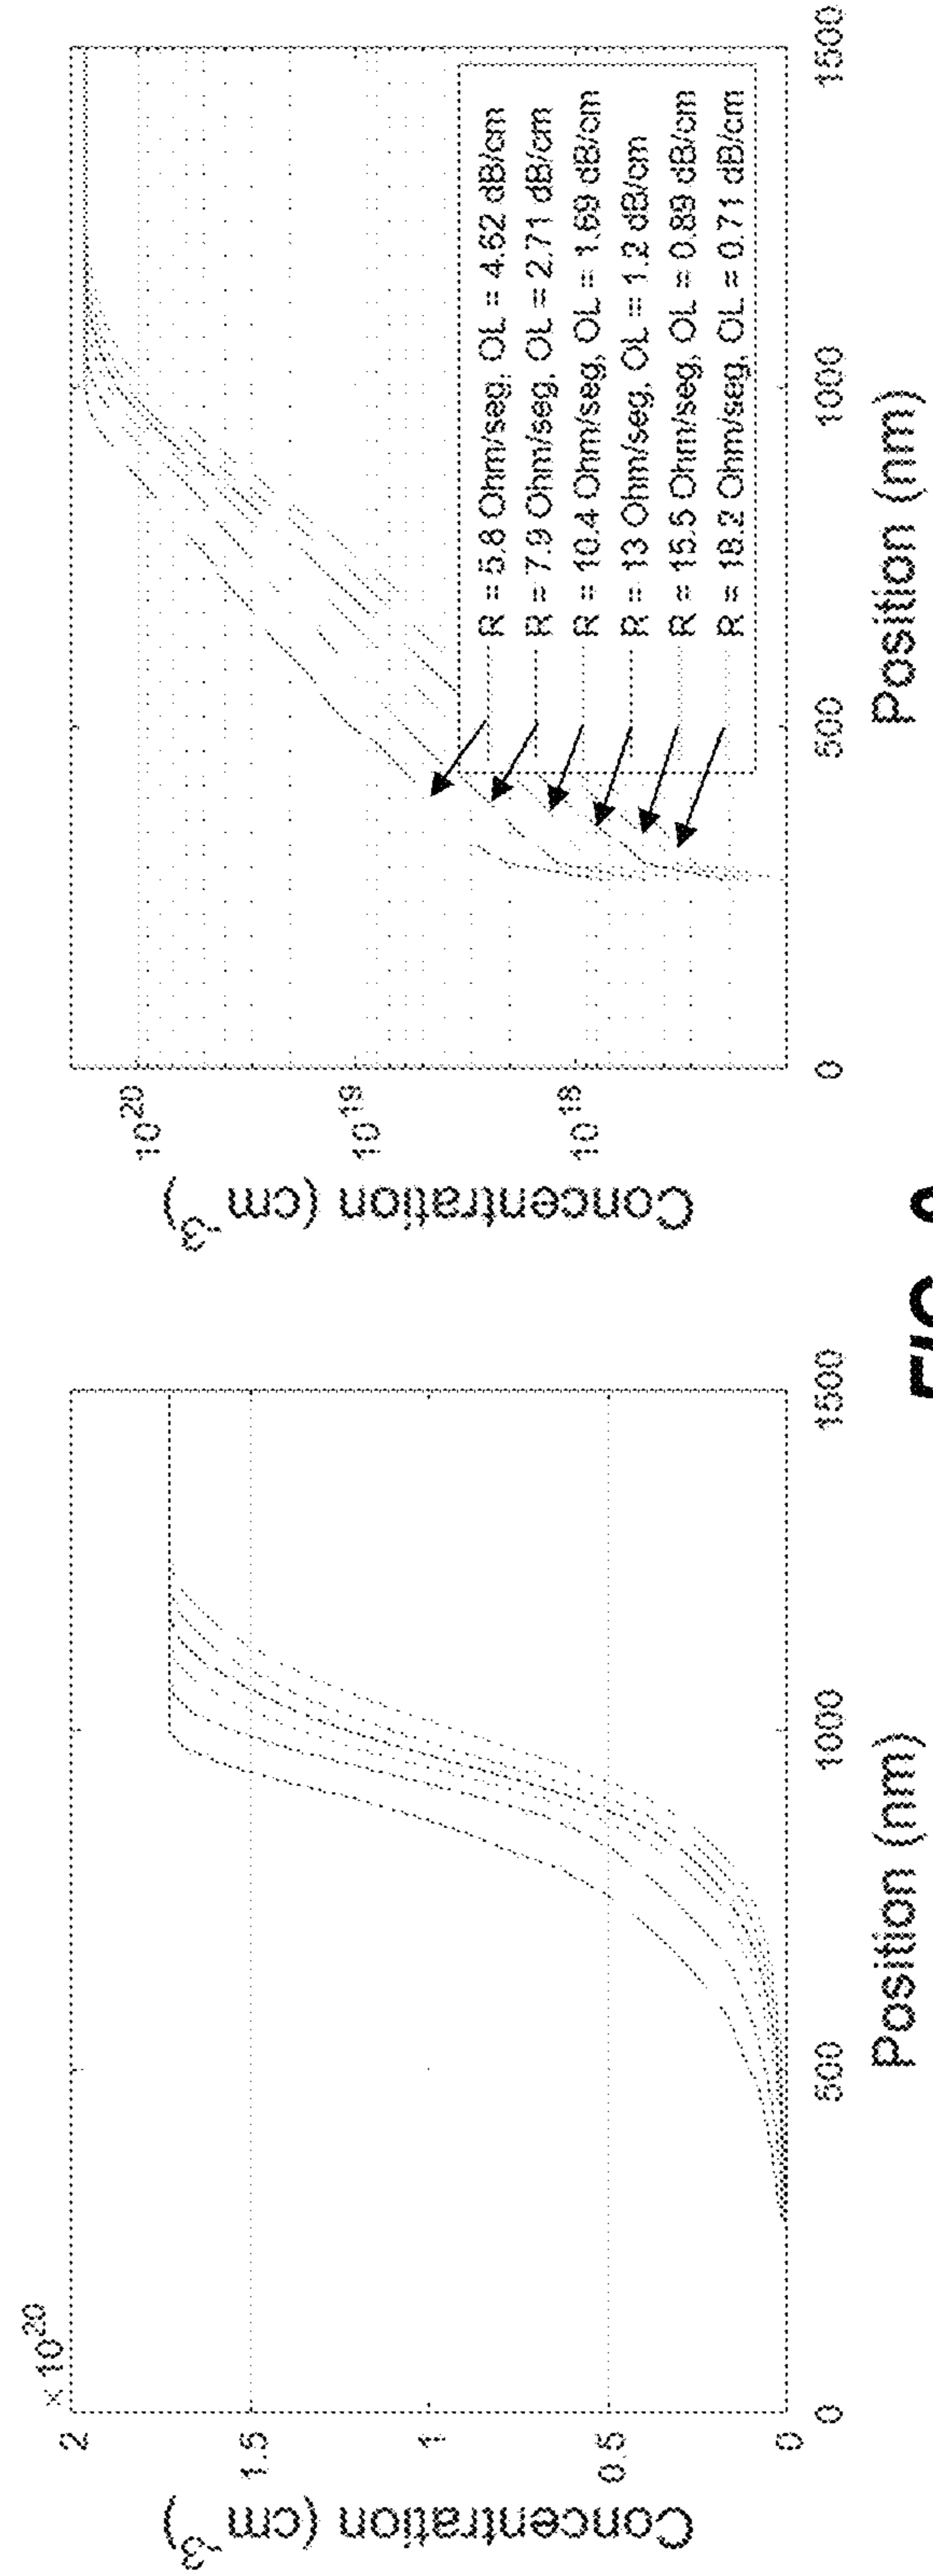 × 10^20
2
1.5
1
0.5
0
Concentration (cm^-3)
0
500
1000
1500
Position (nm)
10^20
10^19
10^18
Concentration (cm^-3)
R = 5.8 Ohm/seg, OL = 4.62 dB/cm
R = 7.9 Ohm/seg, OL = 2.71 dB/cm
R = 10.4 Ohm/seg, OL = 1.69 dB/cm
R = 13 Ohm/seg, OL = 1.2 dB/cm
R = 15.5 Ohm/seg, OL = 0.89 dB/cm
R = 18.2 Ohm/seg, OL = 0.71 dB/cm
0
500
1000
1500
Position (nm)
FIG.